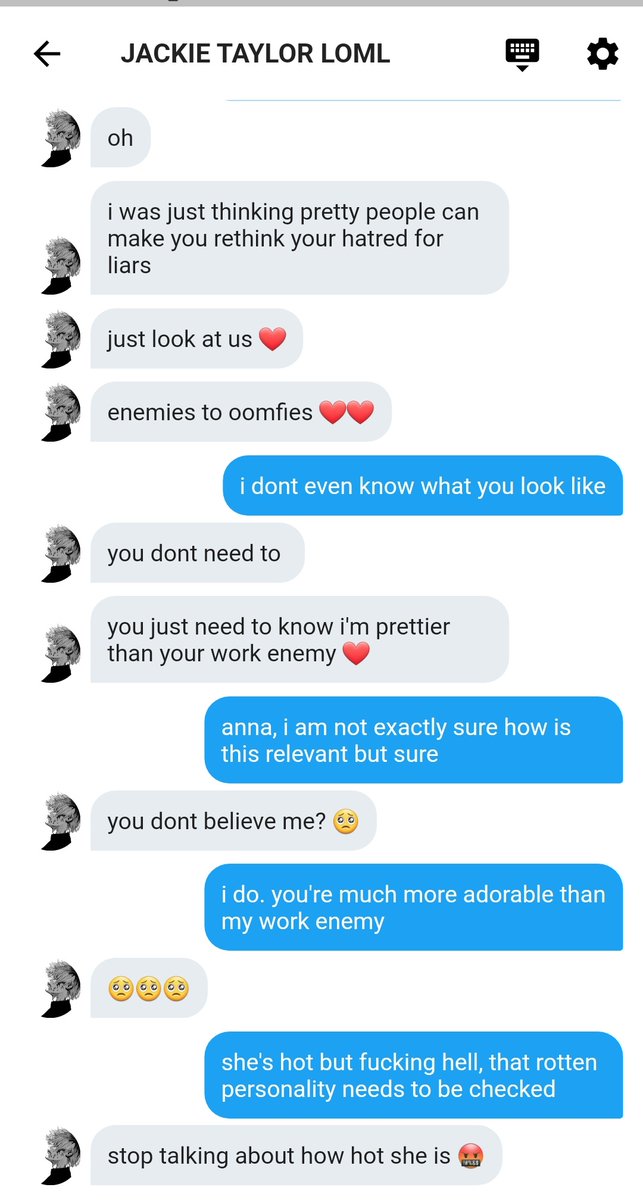 JACKIE TAYLOR LOML
oh
i was just thinking pretty people can
make you rethink your hatred for
liars
just look at us ❤️
enemies to oomfies ❤️❤️
i dont even know what you look like
you dont need to
you just need to know i'm prettier
than your work enemy ❤️
anna, i am not exactly sure how is
this relevant but sure
you dont believe me? 🥺
i do. you're much more adorable than
my work enemy
🥺🥺🥺
she's hot but fucking hell, that rotten
personality needs to be checked
stop talking about how hot she is 🤬